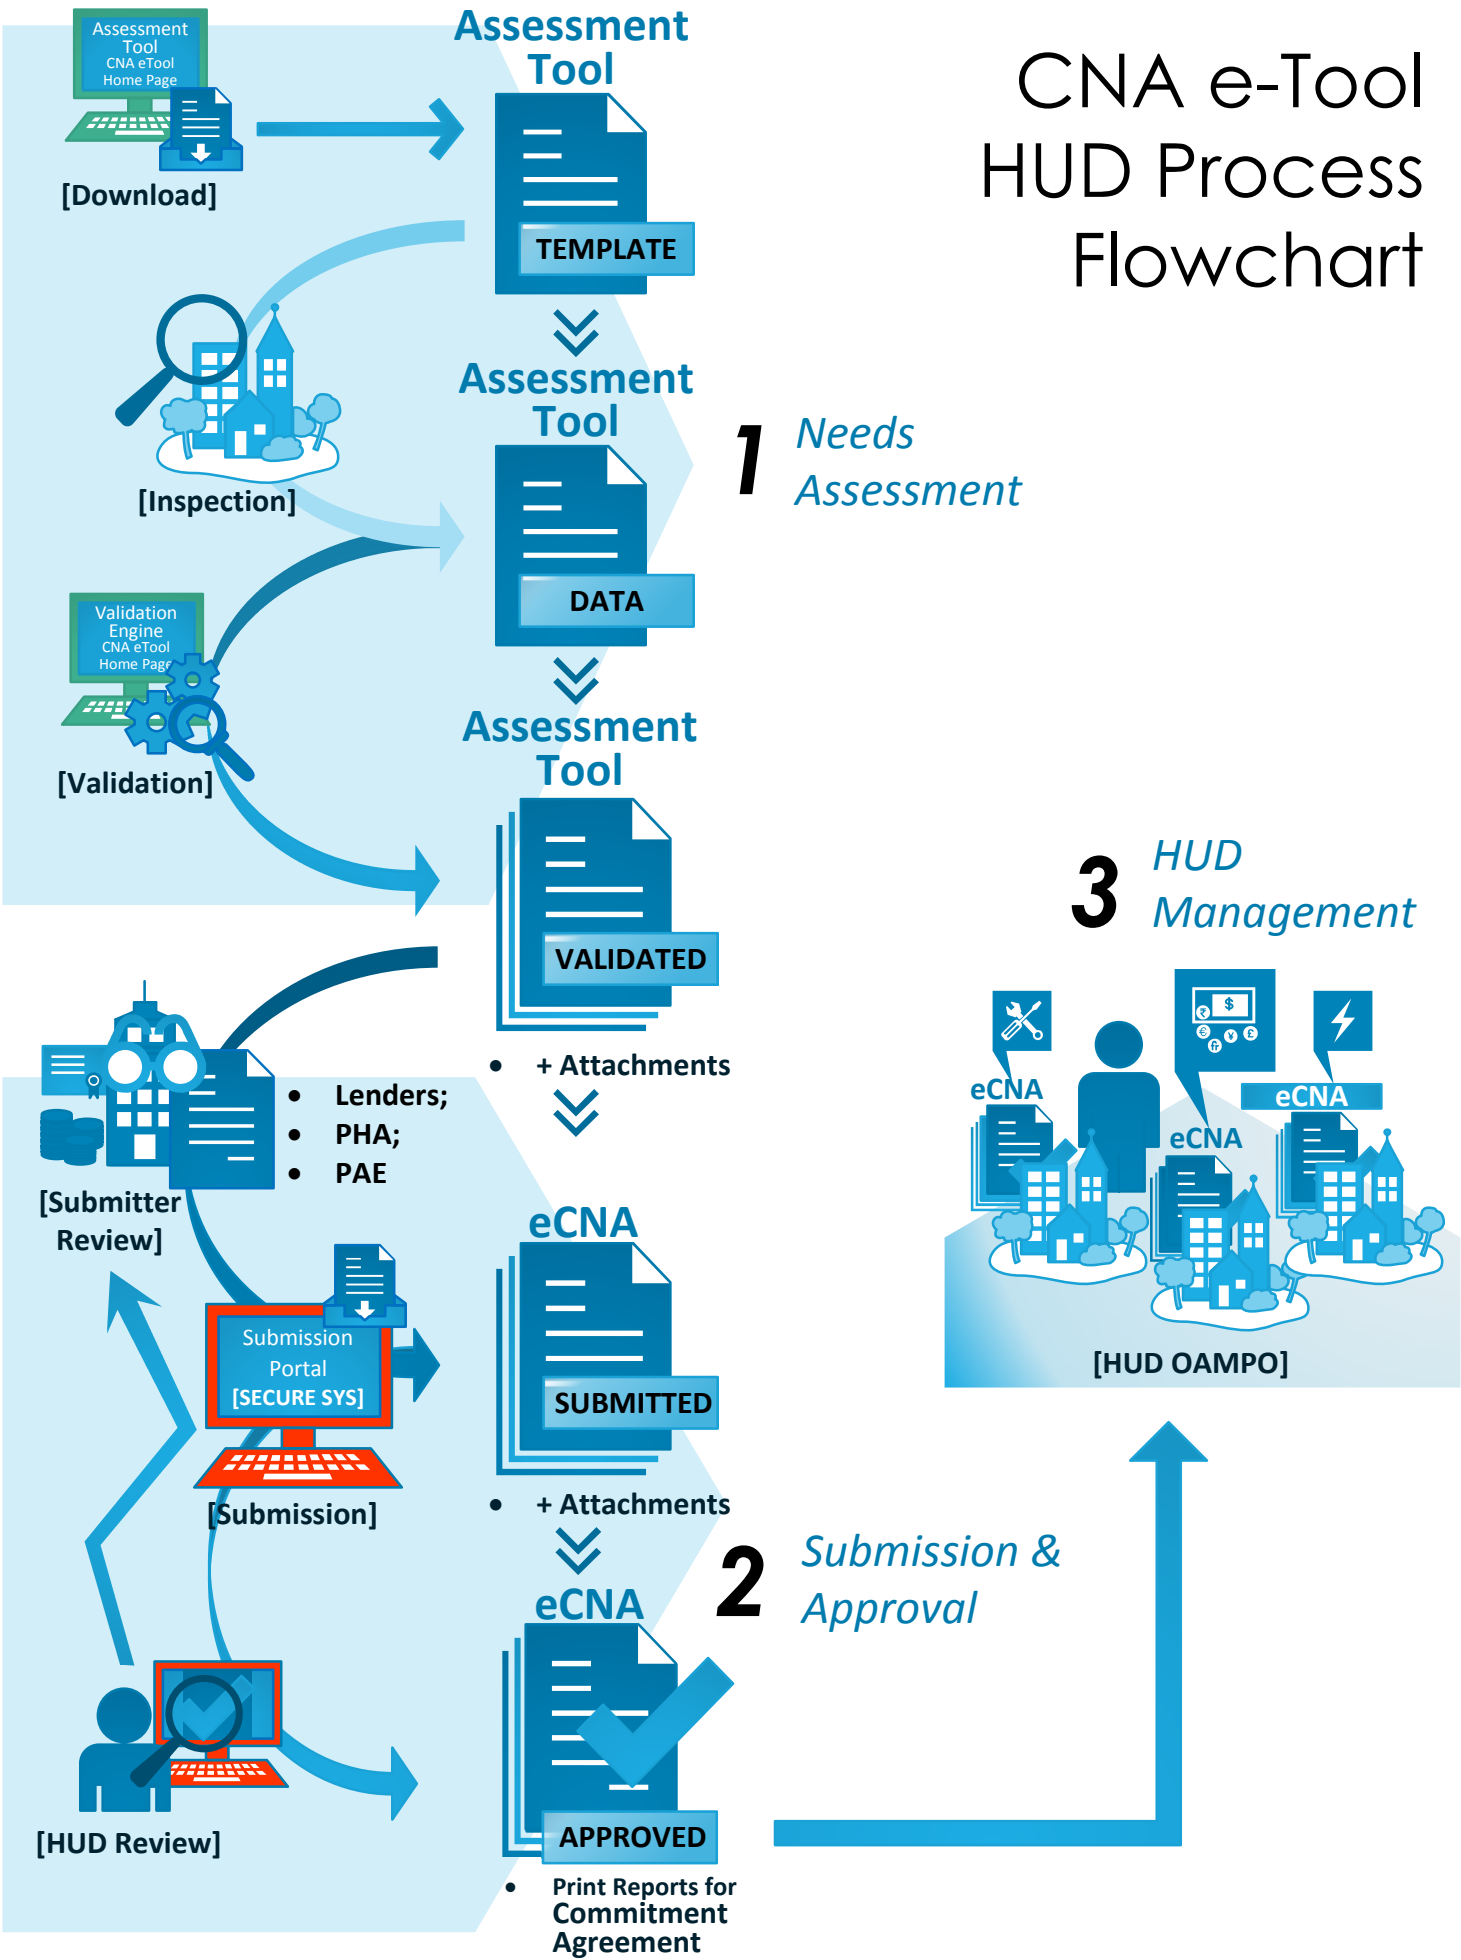 CNA e-Tool
HUD Process
Flowchart
Assessment
Tool
CNA eTool
Home Page
[Download]
Assessment
Tool
TEMPLATE
[Inspection]
Assessment
Tool
DATA
1
Needs
Assessment
Validation
Engine
CNA eTool
Home Page
[Validation]
Assessment
Tool
VALIDATED
• + Attachments
• Lenders;
• PHA;
• PAE
[Submitter
Review]
eCNA
SUBMITTED
• + Attachments
Submission
Portal
[SECURE SYS]
[Submission]
2
Submission &
Approval
eCNA
APPROVED
• Print Reports for
Commitment
Agreement
[HUD Review]
3
HUD
Management
$
₹
€
fr
¥
£
eCNA
eCNA
eCNA
[HUD OAMPO]